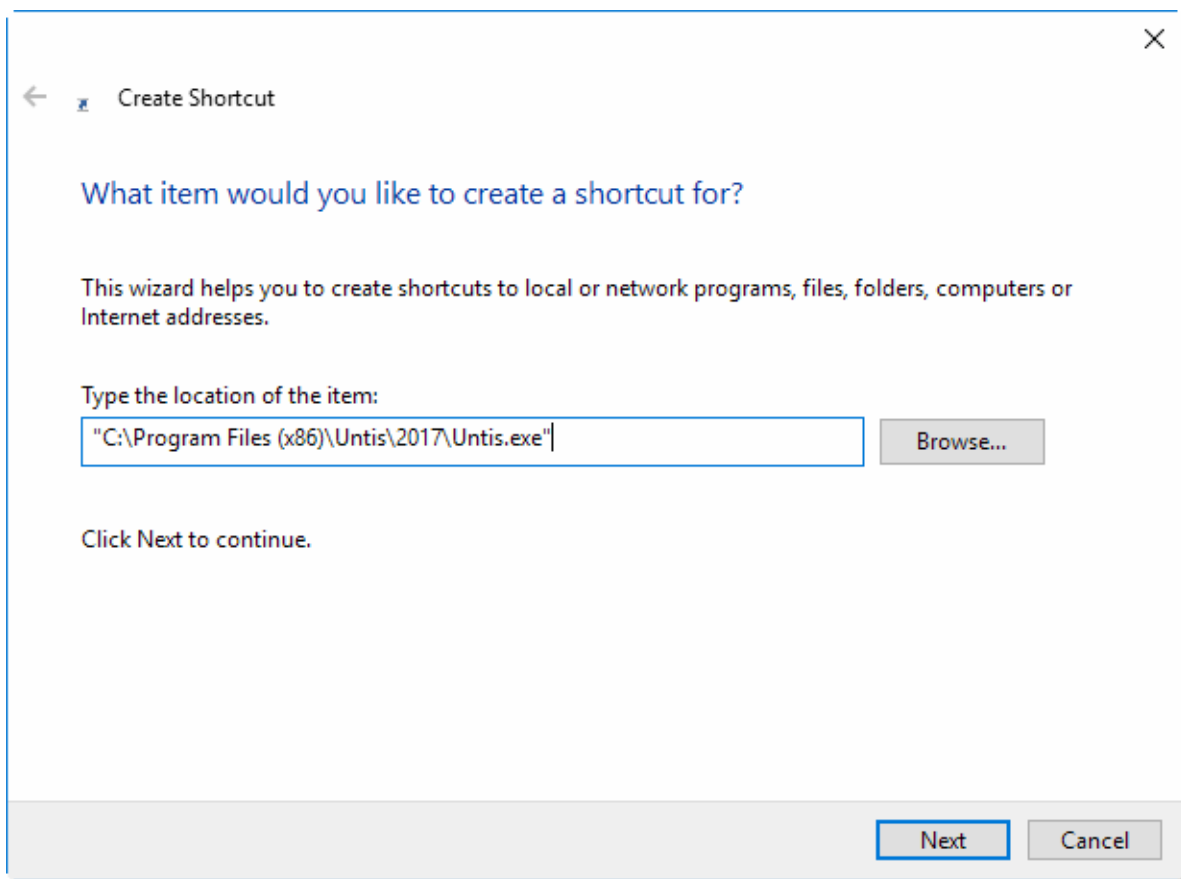 Create Shortcut
What item would you like to create a shortcut for?
This wizard helps you to create shortcuts to local or network programs, files, folders, computers or
Internet addresses.
Type the location of the item:
"C:\Program Files (x86)\Untis\2017\Untis.exe"
Browse...
Click Next to continue.
Next
Cancel